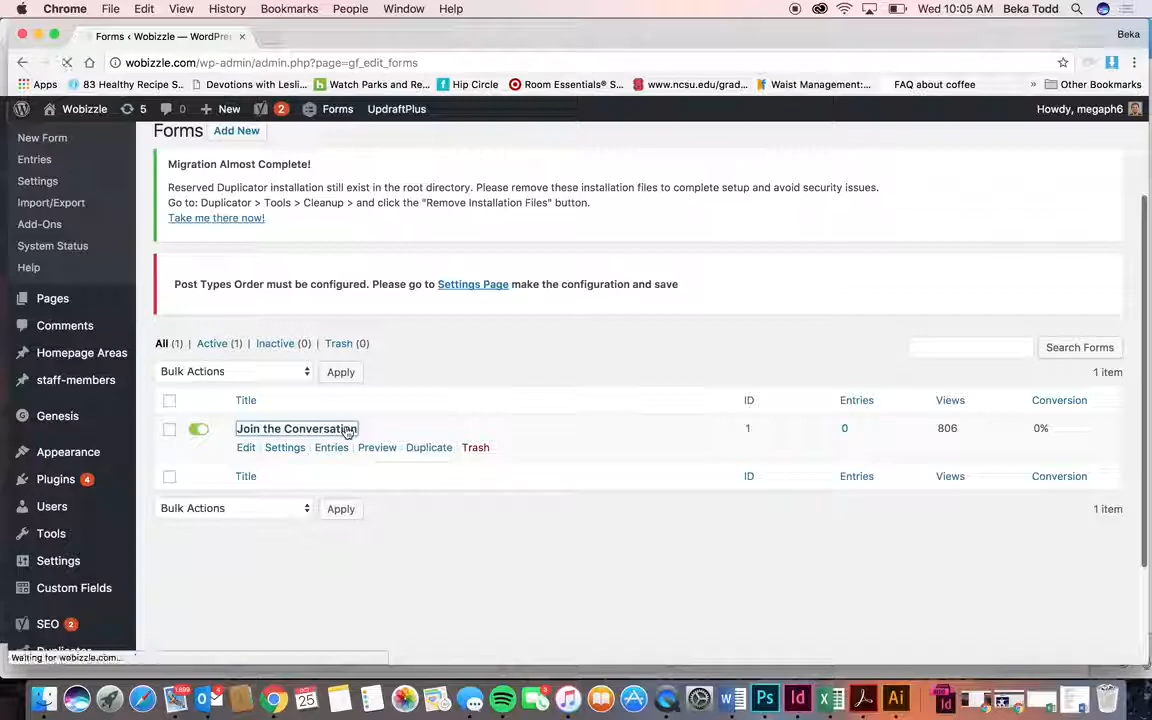 Chrome File Edit View History Bookmarks People Window Help Wed 10:05 AM Beka Todd
Forms ‹ Wobizzle — WordPre Beka
wobizzle.com/wp-admin/admin.php?page=gf_edit_forms
Apps 83 Healthy Recipe S... Devotions with Lesli... Watch Parks and Re... Hip Circle Room Essentials® S... www.ncsu/edu/grad... Waist Management:... FAQ about coffee » Other Bookmarks
Wobizzle 5 0 New 2 Forms UpdraftPlus Howdy, megaph6
New Form
Entries
Settings
Import/Export
Add-Ons
System Status
Help
Pages
Comments
Homepage Areas
staff-members
Genesis
Appearance
Plugins 4
Users
Tools
Settings
Custom Fields
SEO 2
Forms Add New
Migration Almost Complete!
Reserved Duplicator installation still exist in the root directory. Please remove these installation files to complete setup and avoid security issues.
Go to: Duplicator > Tools > Cleanup > and click the "Remove Installation Files" button.
Take me there now!
Post Types Order must be configured. Please go to Settings Page make the configuration and save
All (1) | Active (1) | Inactive (0) | Trash (0)
Search Forms
Bulk Actions Apply 1 item
Title ID Entries Views Conversion
Join the Conversation 1 0 806 0%
Edit Settings Entries Preview Duplicate Trash
Title ID Entries Views Conversion
Bulk Actions Apply 1 item
Waiting for wobizzle.com...